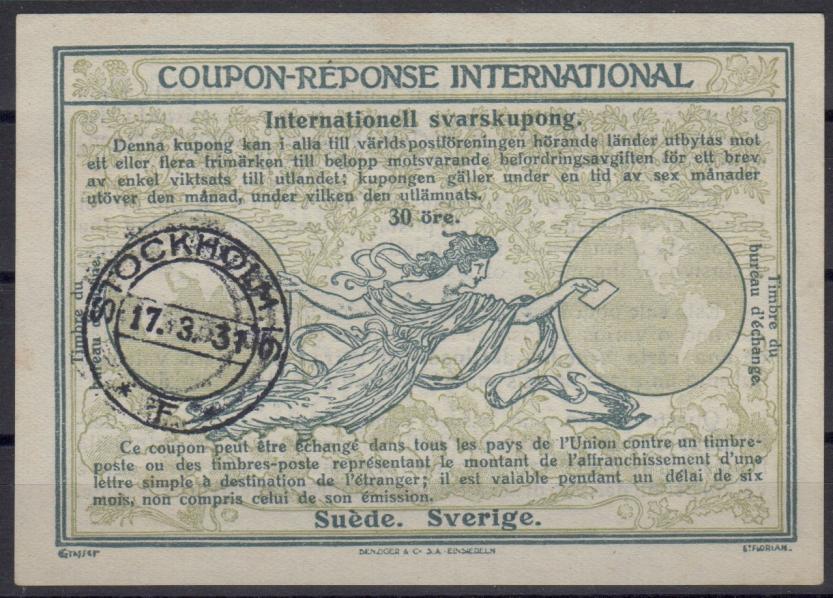 COUPON-RÉPONSE INTERNATIONAL
Internationell svarskupong.
Denna kupong kan i alla till världspostföreningen hörande länder utbytas mot
ett eller flera frimärken till belopp motsvarande befordringsavgiften för ett brev
av enkel viktsats till utlandet; kupongen gäller under en tid av sex månader
utöver den månad, under vilken den utlämnats.
30 öre.
Timbre du
bureau
STOCKHOLM 16
17. 3. 31
* F. *
Timbre du
bureau d'échange.
Ce coupon peut être échangé dans tous les pays de l'Union contre un timbre-
poste ou des timbres-poste représentant le montant de l'affranchissement d'une
lettre simple à destination de l'étranger; il est valable pendant un délai de six
mois, non compris celui de son émission.
Suède. Sverige.
Grasset
BENZIGER & Co S.A.-EINSIEDELN
E. FLORIAN.